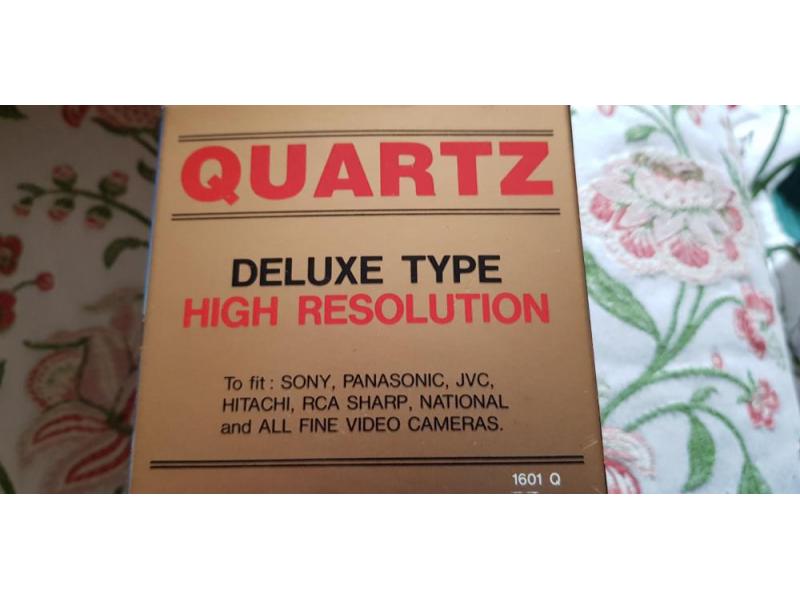 QUARTZ
DELUXE TYPE
HIGH RESOLUTION
To fit : SONY, PANASONIC, JVC,
HITACHI, RCA SHARP, NATIONAL
and ALL FINE VIDEO CAMERAS.
1601 Q